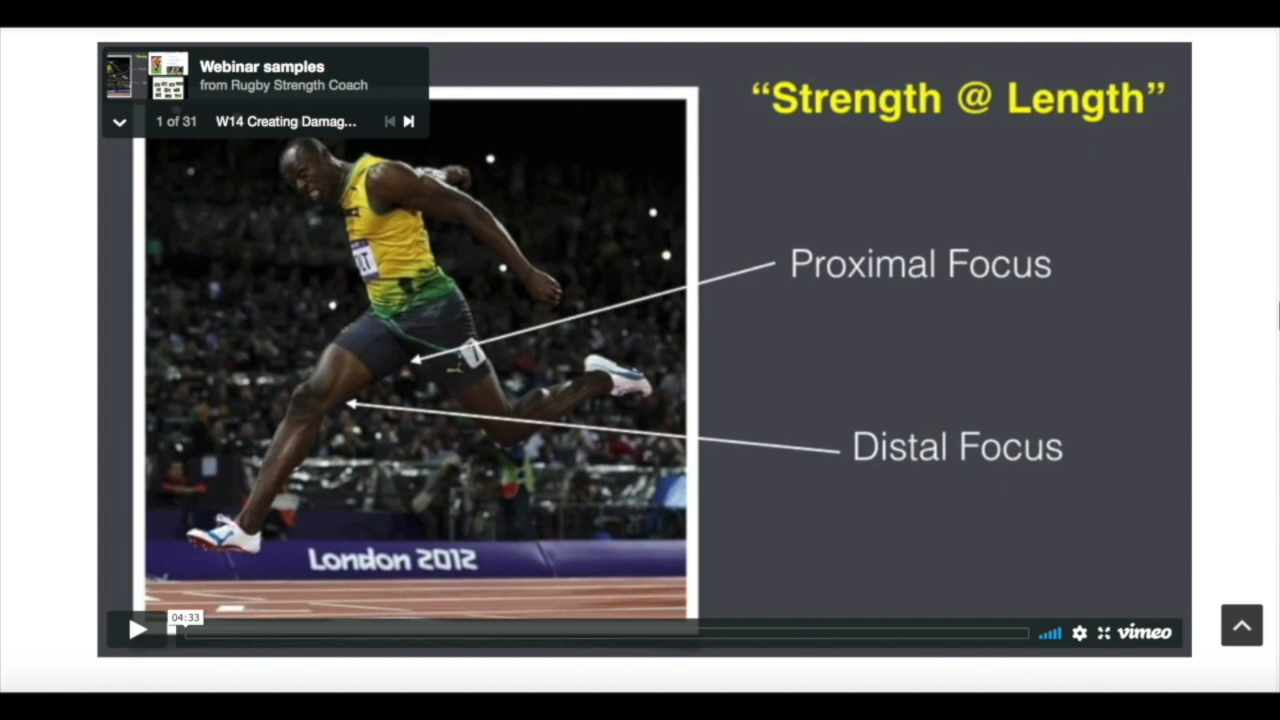 Webinar samples
from Rugby Strength Coach
1 of 31
W14 Creating Damag...
“Strength @ Length”
Proximal Focus
Distal Focus
London 2012
04:33
vimeo